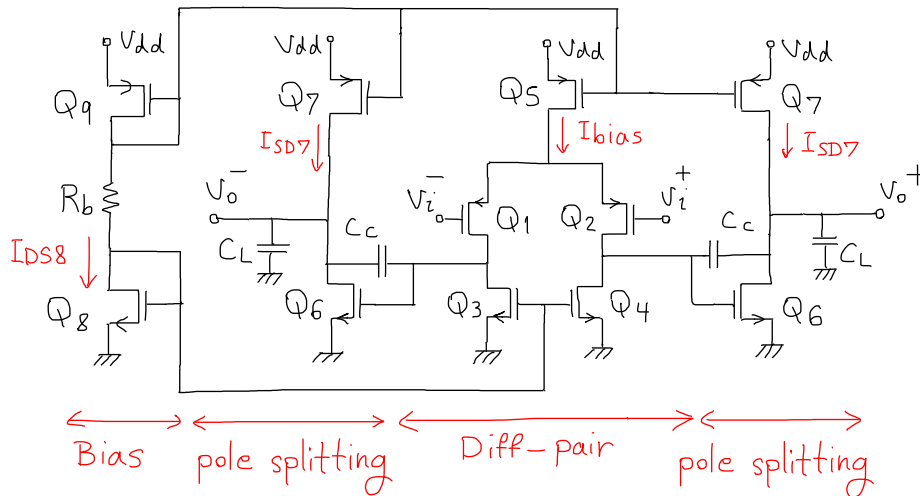 Vdd
Vdd
Vdd
Vdd
Q9
Q7
Q5
Q7
ISD7
Ibias
ISD7
Rb
Vo-
Vi-
Q1
Q2
Vi+
Vo+
IDS8
CL
Cc
Cc
CL
Q8
Q6
Q3
Q4
Q6
Bias
pole splitting
Diff-pair
pole splitting